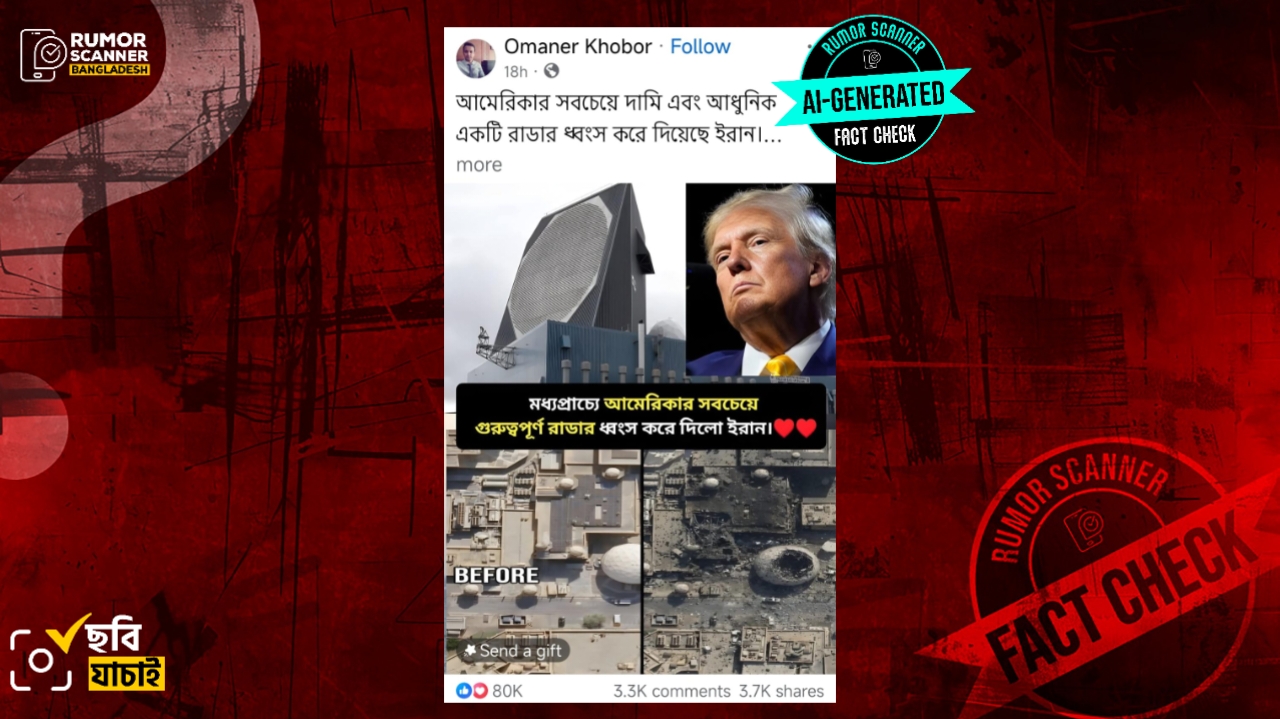 RUMOR
SCANNER
BANGLADESH
Omaner Khobor · Follow
18h ·
আমেরিকার সবচেয়ে দামি এবং আধুনিক
একটি রাডার ধ্বংস করে দিয়েছে ইরান।...
more
RUMOR SCANNER
AI-GENERATED
FACT CHECK
মধ্যপ্রাচ্যে আমেরিকার সবচেয়ে
গুরুত্বপূর্ণ রাডার ধ্বংস করে দিলো ইরান।❤️❤️
BEFORE
Send a gift
80K 3.3K comments 3.7K shares
ছবি
যাচাই
RUMOR SCANNER
FACT CHECK